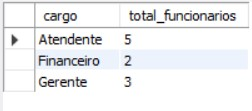 cargo total_funcionarios
Atendente 5
Financeiro 2
Gerente 3